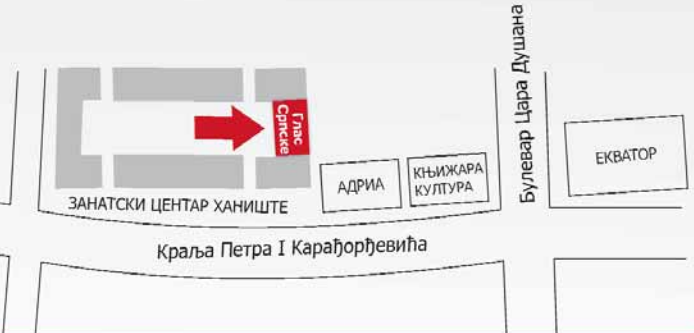 Глас
Српске
ЗАНАТСКИ ЦЕНТАР ХАНИШТЕ
АДРИА
КЊИЖАРА
КУЛТУРА
Булевар Цара Душана
ЕКВАТОР
Краља Петра I Карађорђевића